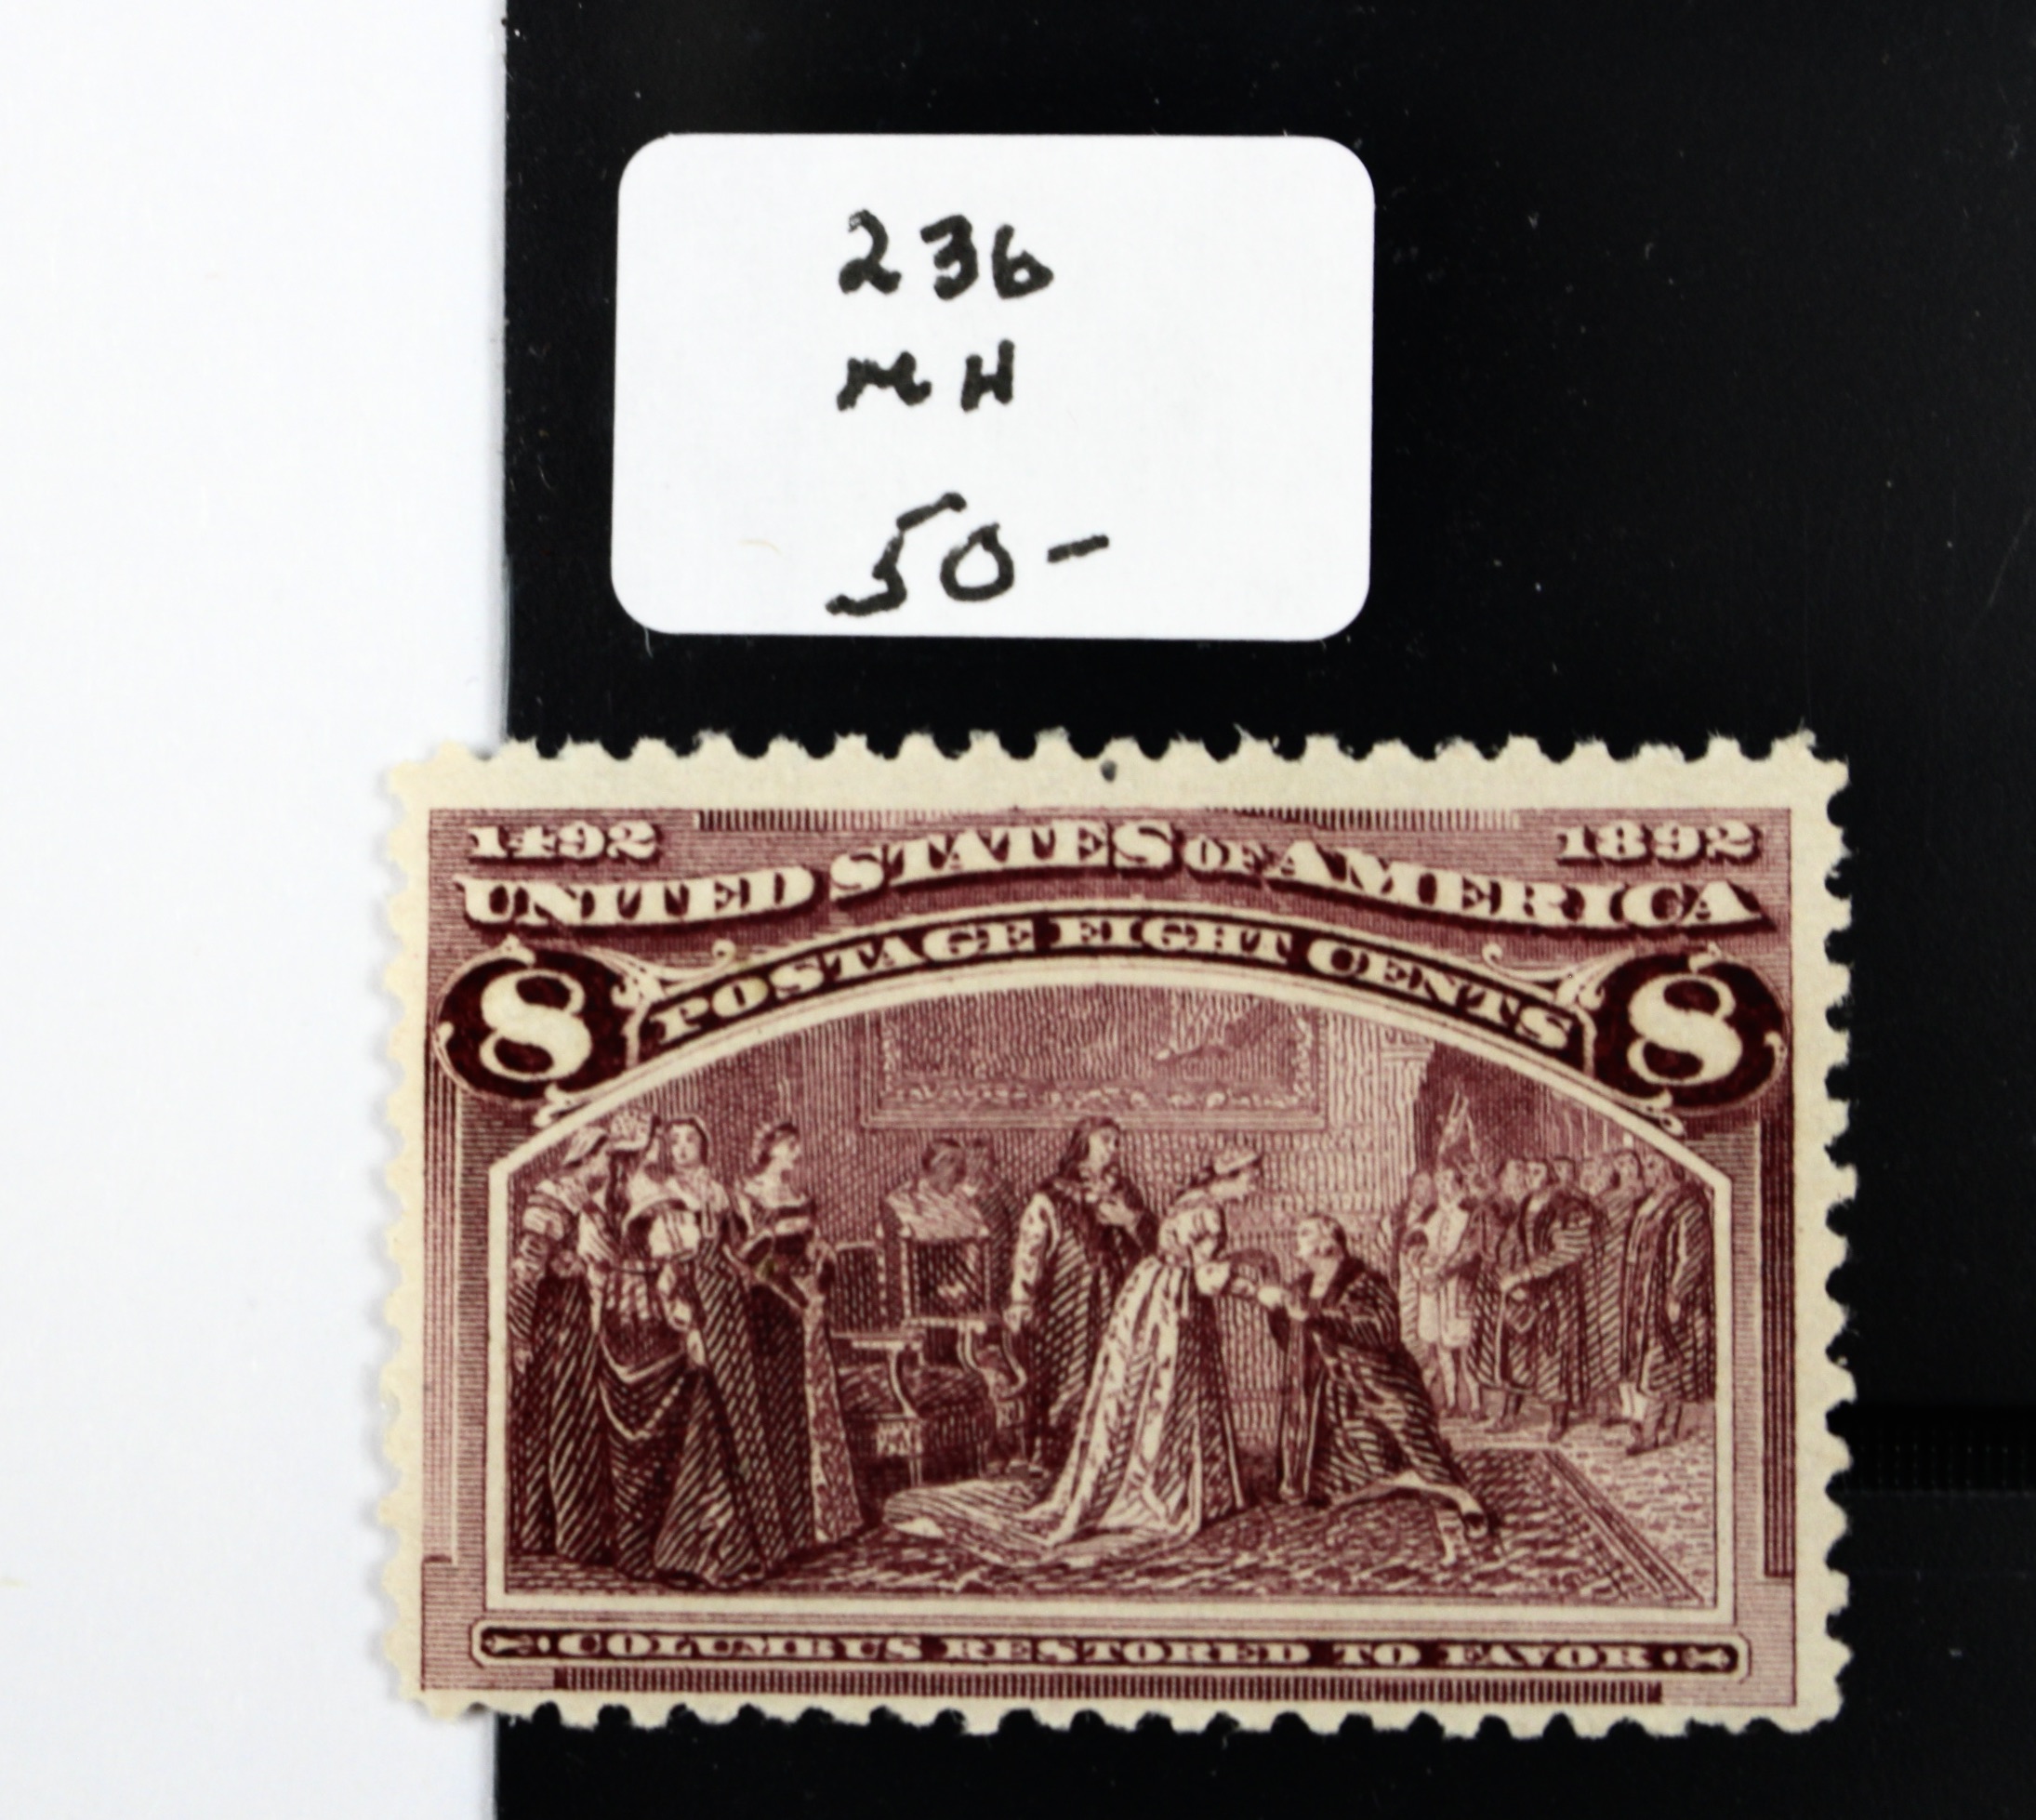 236
MH
50-
1492
1892
UNITED STATES OF AMERICA
8 POSTAGE EIGHT CENTS 8
COLUMBUS RESTORED TO FAVOR